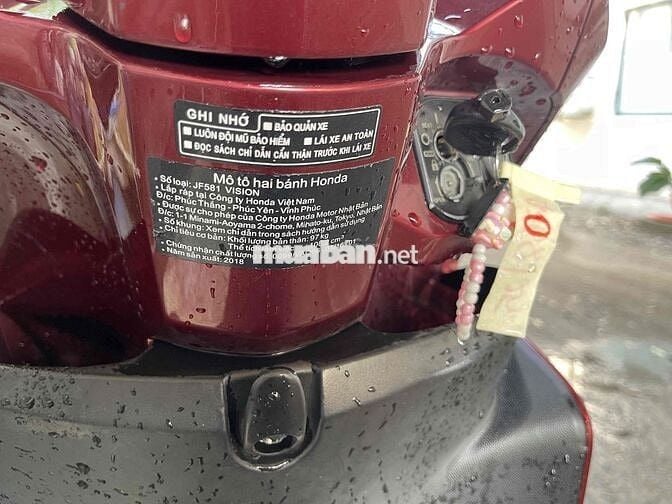 GHI NHỚ
■ BẢO QUẢN XE
■ LUÔN ĐỘI MŨ BẢO HIỂM ■ LÁI XE AN TOÀN
■ ĐỌC SÁCH CHỈ DẪN CẨN THẬN TRƯỚC KHI LÁI XE
Mô tô hai bánh Honda
• Số loại: JF581 VISION
• Lắp ráp tại Công ty Honda Việt Nam
Đ/c: Phúc Thắng - Phúc Yên - Vĩnh Phúc
• Được sự cho phép của Công ty Honda Motor Nhật Bản
Đ/c: 1-1 Minami-Aoyama 2-chome, Minato-ku, Tokyo, Nhật Bản
• Số khung: Xem chỉ dẫn trong sách hướng dẫn sử dụng
• Chỉ tiêu cơ bản: Khối lượng bản thân: 97 kg
Thể tích cm³
• Chứng nhận chất lượng
• Năm sản xuất: 2018
muaban.net
SEAT
0